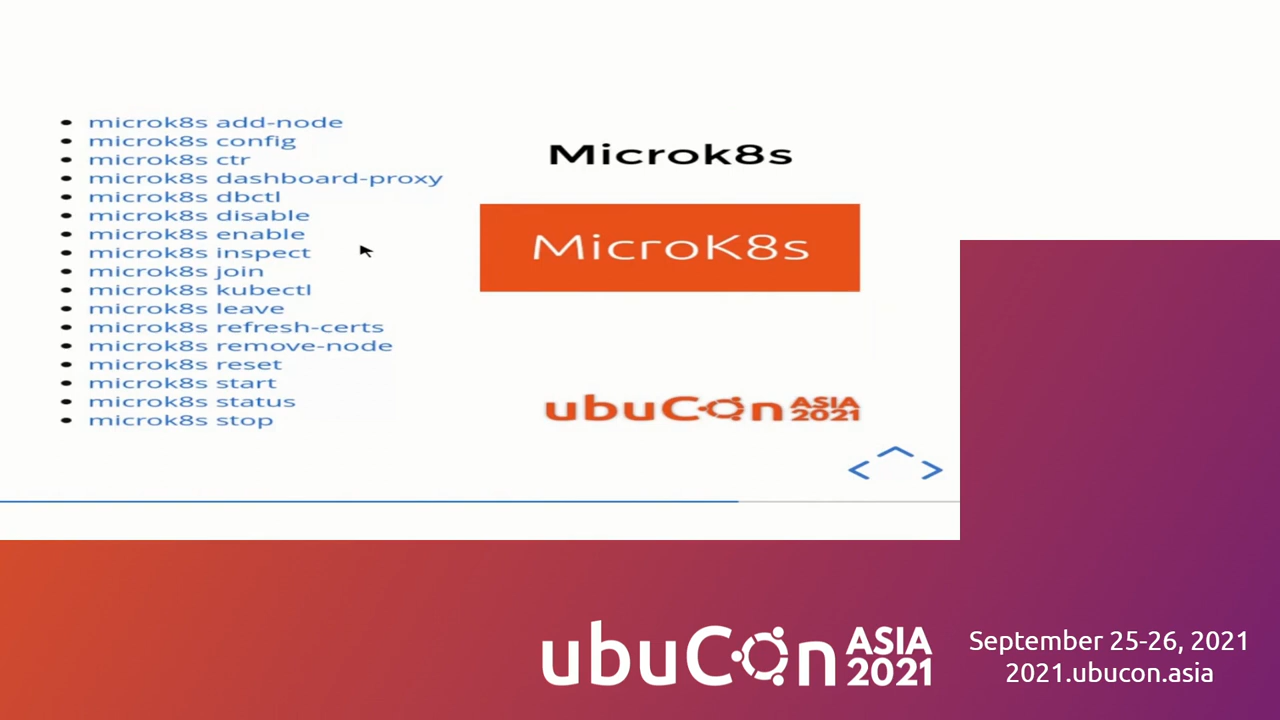 microk8s add-node
microk8s config
microk8s ctr
microk8s dashboard-proxy
microk8s dbctl
microk8s disable
microk8s enable
microk8s inspect
microk8s join
microk8s kubectl
microk8s leave
microk8s refresh-certs
microk8s remove-node
microk8s reset
microk8s start
microk8s status
microk8s stop
Microk8s
MicroK8s
ubuCon ASIA 2021
ubuCon ASIA 2021
September 25-26, 2021
2021.ubucon.asia